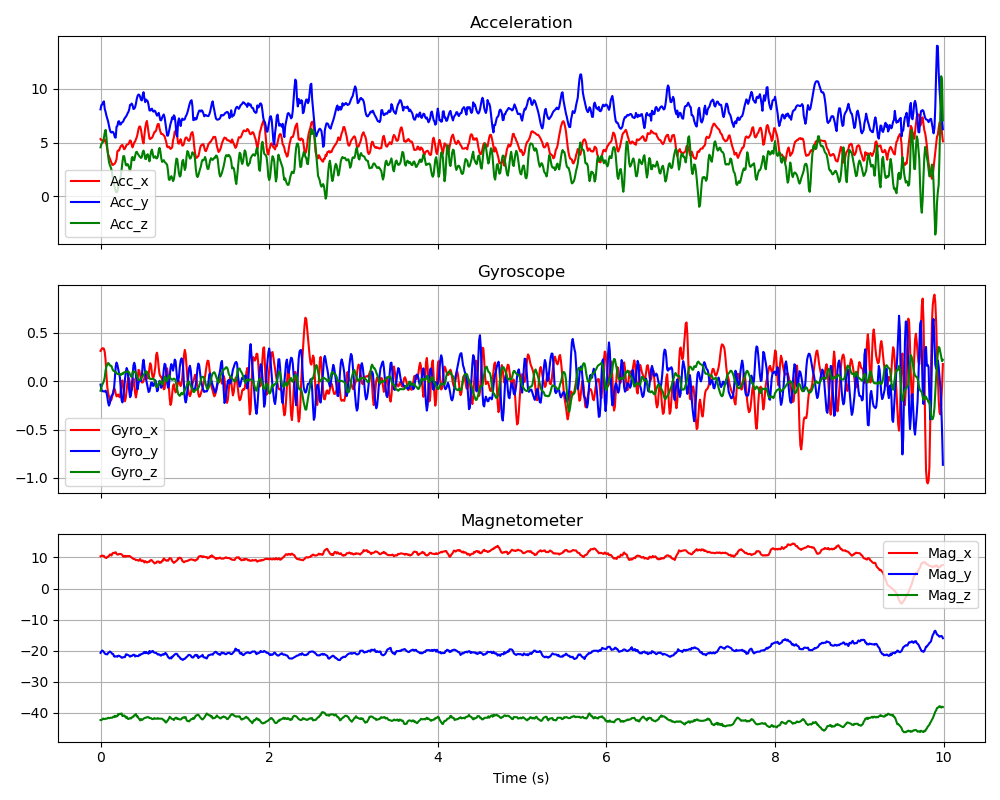 Acceleration
10
5
0
Acc_x
Acc_y
Acc_z
Gyroscope
0.5
0.0
−0.5
−1.0
Gyro_x
Gyro_y
Gyro_z
Magnetometer
10
0
−10
−20
−30
−40
Mag_x
Mag_y
Mag_z
0 2 4 6 8 10
Time (s)